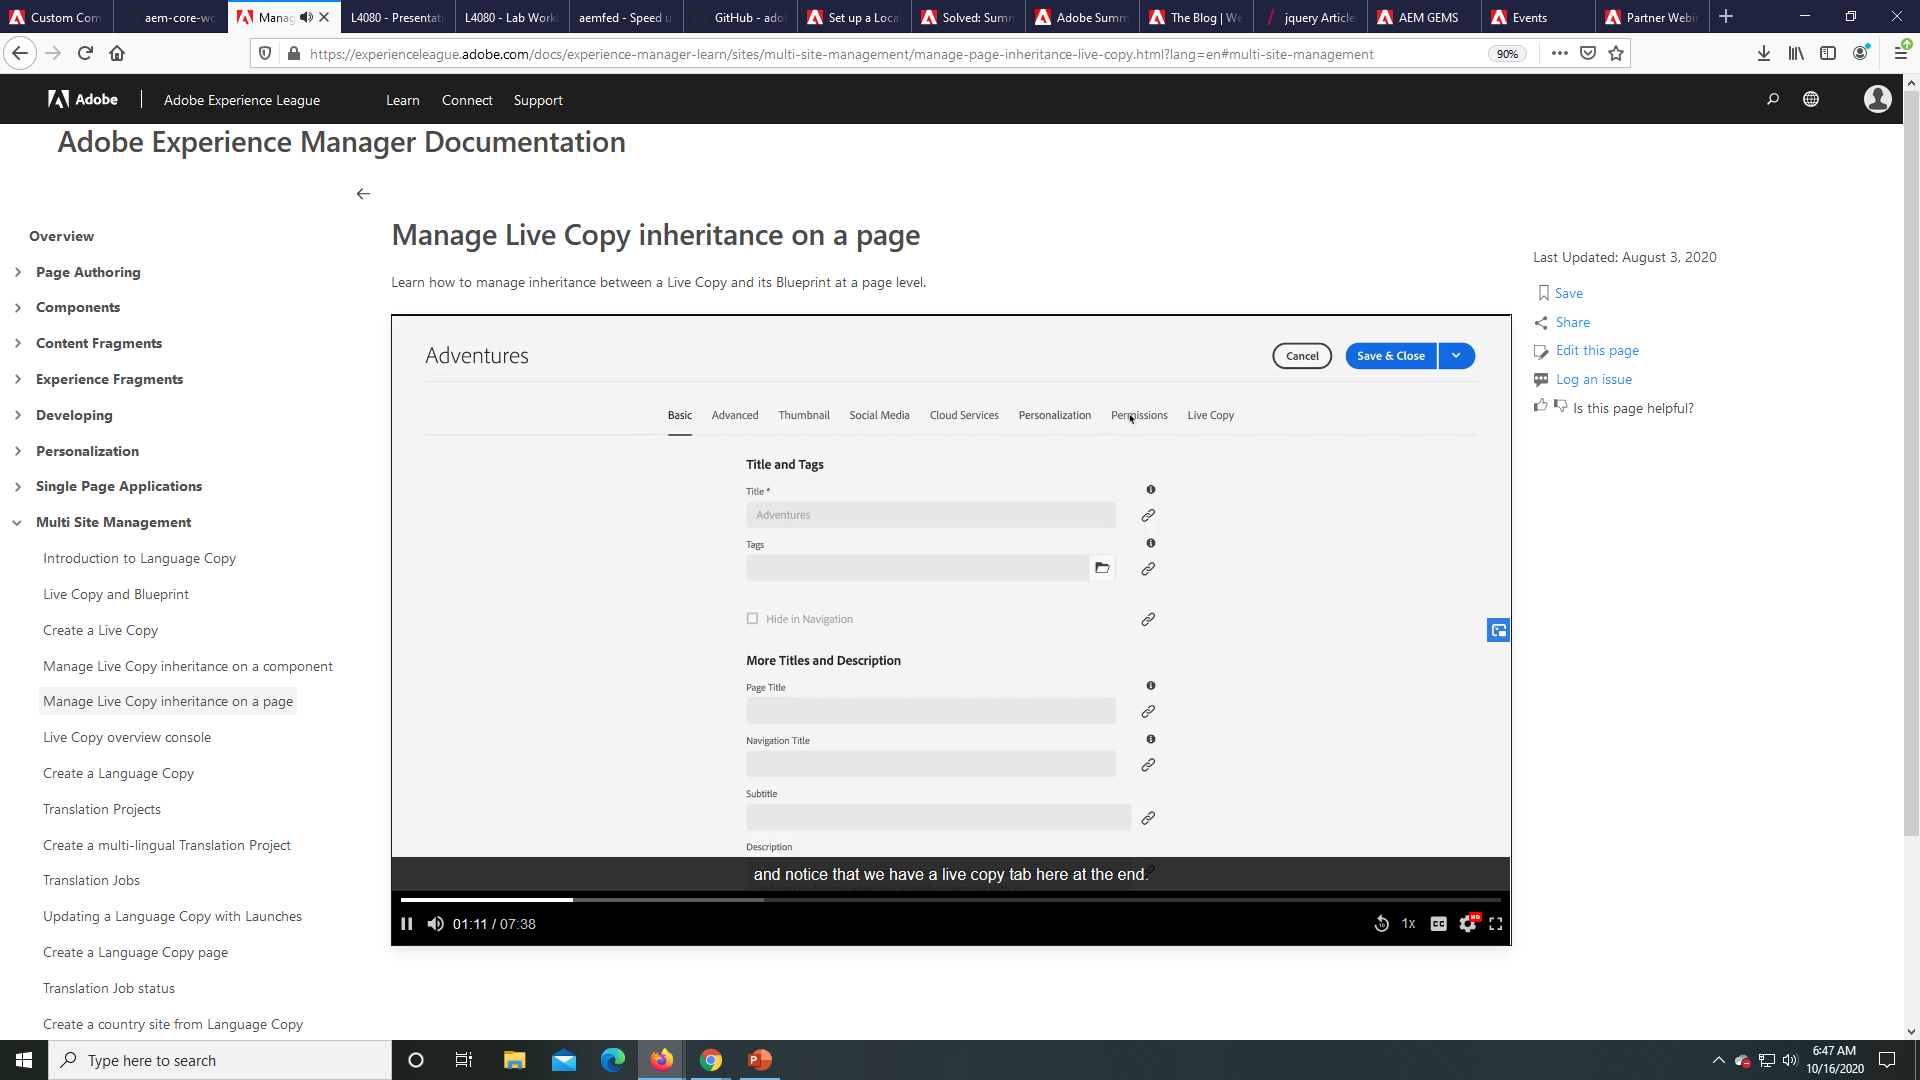 Custom Com
aem-core-wc
Manag
L4080 - Presentati
L4080 - Lab Work
aemfed - Speed u
GitHub - ado
Set up a Loca
Solved: Sum
Adobe Summ
The Blog | We
jquery Article
AEM GEMS
Events
Partner Webi
https://experienceleague.adobe.com/docs/experience-manager-learn/sites/multi-site-management/manage-page-inheritance-live-copy.html?lang=en#multi-site-management
90%
Adobe
Adobe Experience League
Learn
Connect
Support
Adobe Experience Manager Documentation
Overview
Page Authoring
Components
Content Fragments
Experience Fragments
Developing
Personalization
Single Page Applications
Multi Site Management
Introduction to Language Copy
Live Copy and Blueprint
Create a Live Copy
Manage Live Copy inheritance on a component
Manage Live Copy inheritance on a page
Live Copy overview console
Create a Language Copy
Translation Projects
Create a multi-lingual Translation Project
Translation Jobs
Updating a Language Copy with Launches
Create a Language Copy page
Translation Job status
Create a country site from Language Copy
Manage Live Copy inheritance on a page
Learn how to manage inheritance between a Live Copy and its Blueprint at a page level.
Adventures
Cancel
Save & Close
Basic
Advanced
Thumbnail
Social Media
Cloud Services
Personalization
Permissions
Live Copy
Title and Tags
Title *
Adventures
Tags
Hide in Navigation
More Titles and Description
Page Title
Navigation Title
Subtitle
Description
and notice that we have a live copy tab here at the end.
01:11 / 07:38
1x
CC
HD
Last Updated: August 3, 2020
Save
Share
Edit this page
Log an issue
Is this page helpful?
Type here to search
6:47 AM
10/16/2020